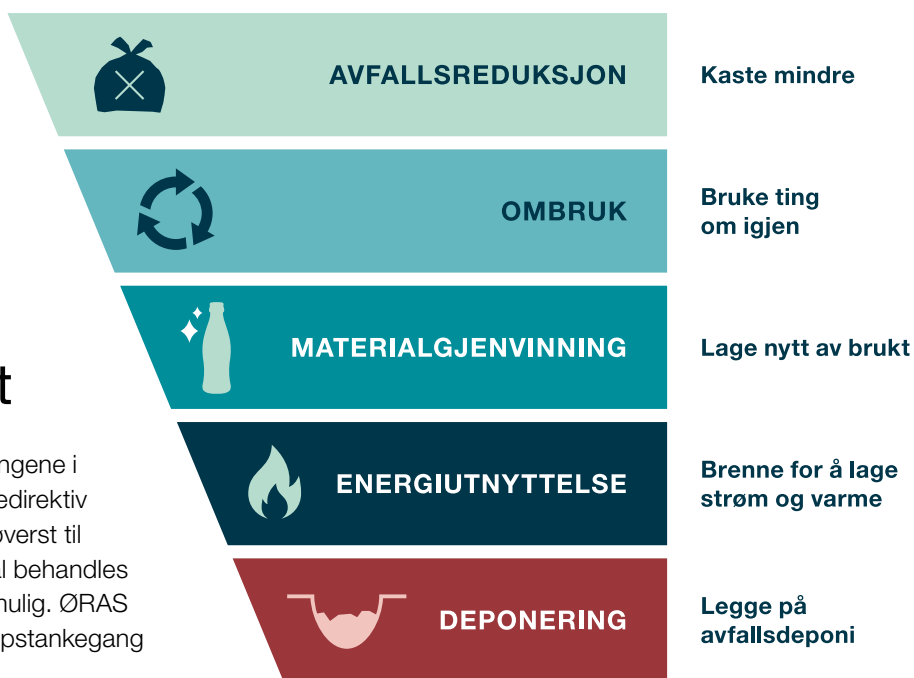 AVFALLSREDUKSJON
Kaste mindre
OMBRUK
Bruke ting
om igjen
MATERIALGJENVINNING
Lage nytt av brukt
ENERGIUTNYTTELSE
Brenne for å lage
strøm og varme
DEPONERING
Legge på
avfallsdeponi
t
ngene i
edirektiv
øverst til
al behandles
mulig. ØRAS
pstankegang